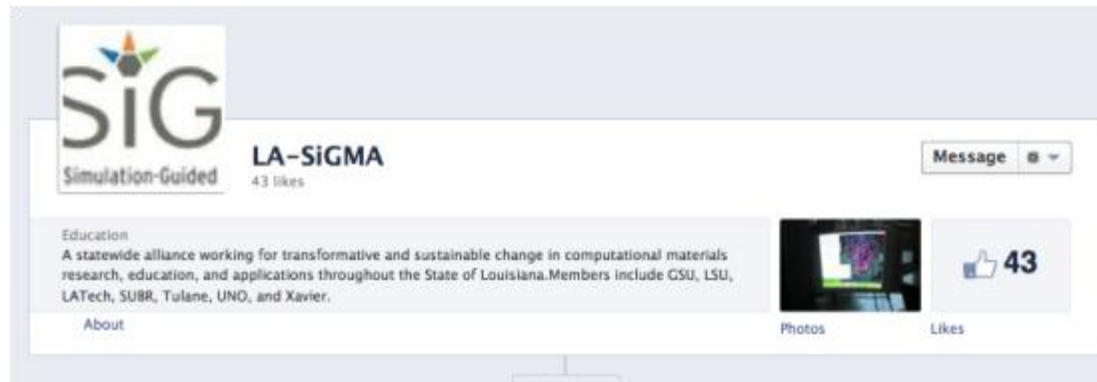 SiG
Simulation-Guided
LA-SiGMA
43 likes
Message
Education
A statewide alliance working for transformative and sustainable change in computational materials
research, education, and applications throughout the State of Louisiana.Members include GSU, LSU,
LATech, SUBR, Tulane, UNO, and Xavier.
About
43
Photos
Likes